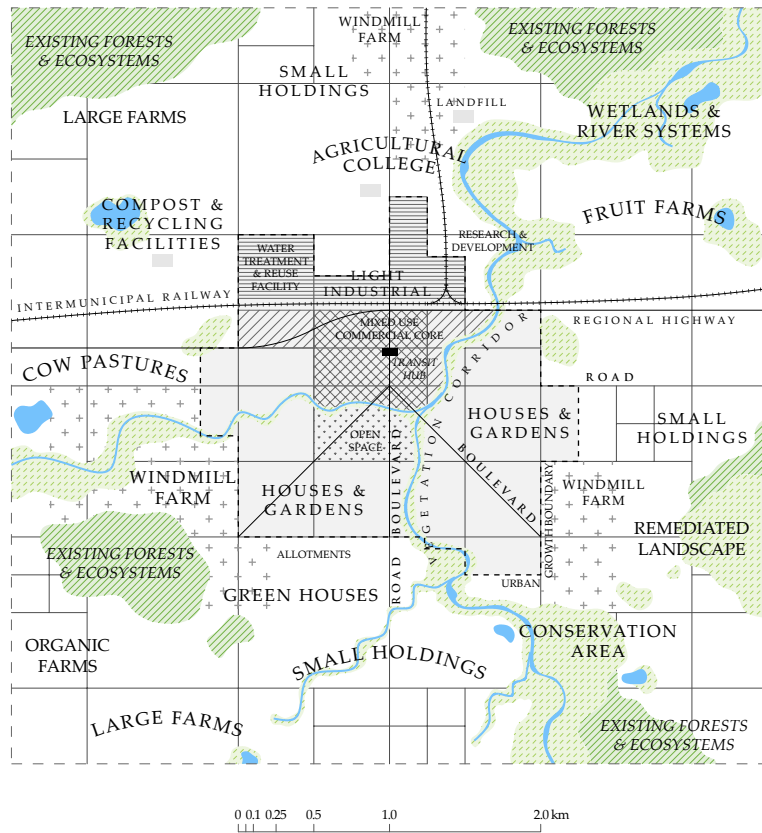 WINDMILL
FARM
EXISTING FORESTS
& ECOSYSTEMS
EXISTING FORESTS
& ECOSYSTEMS
SMALL
HOLDINGS
LARGE FARMS
LANDFILL
WETLANDS &
RIVER SYSTEMS
AGRICULTURAL
COLLEGE
COMPOST &
RECYCLING
FACILITIES
FRUIT FARMS
RESEARCH &
DEVELOPMENT
WATER
TREATMENT
& REUSE
FACILITY
LIGHT
INDUSTRIAL
INTERMUNICIPAL RAILWAY
REGIONAL HIGHWAY
MIXED USE
COMMERCIAL CORE
TRANSIT
HUB
COW PASTURES
ROAD
VEGETATION CORRIDOR
HOUSES &
GARDENS
SMALL
HOLDINGS
OPEN
SPACE
BOULEVARD
BOULEVARD
WINDMILL
FARM
HOUSES &
GARDENS
WINDMILL
FARM
REMEDIATED
LANDSCAPE
EXISTING FORESTS
& ECOSYSTEMS
ALLOTMENTS
ROAD
URBAN
GROWTH BOUNDARY
GREEN HOUSES
ORGANIC
FARMS
CONSERVATION
AREA
SMALL HOLDINGS
LARGE FARMS
EXISTING FORESTS
& ECOSYSTEMS
0 0.1 0.25 0.5 1.0 2.0 km